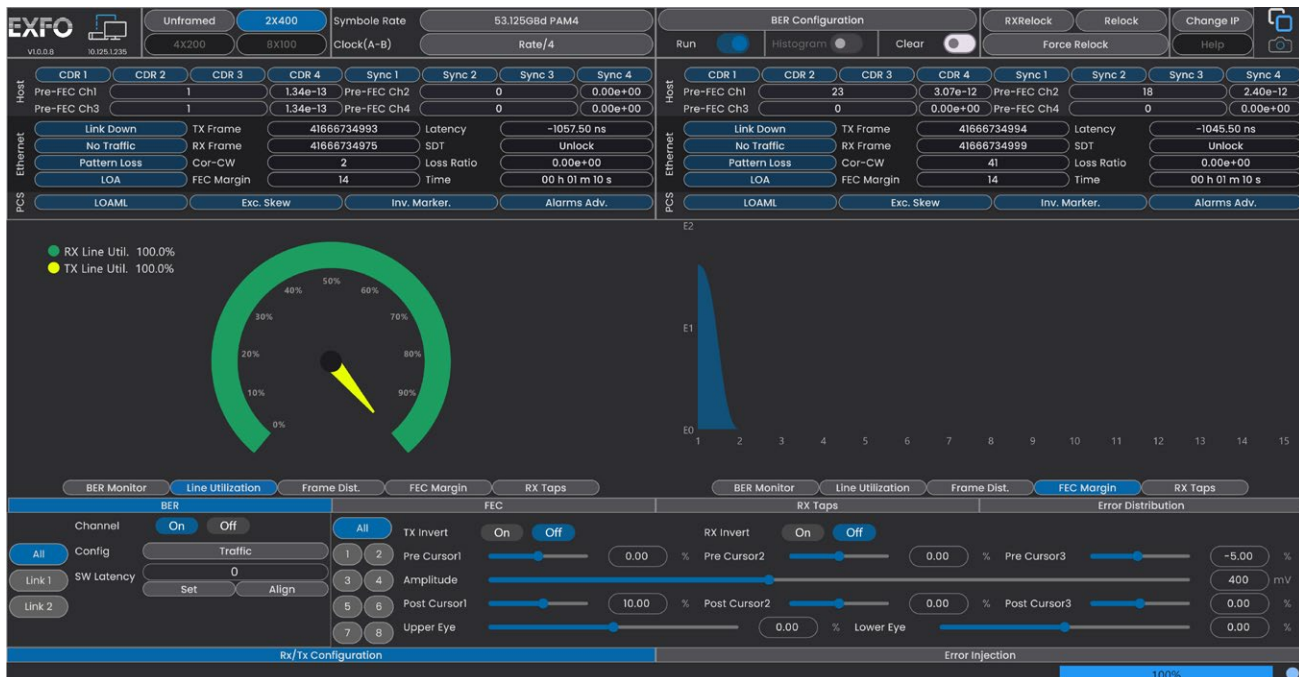 EXFO
V1.0.0.8 10.125.1.235
Unframed 2X400
4X200 8X100
Symbole Rate 53.125GBd PAM4
Clock(A-B) Rate/4
BER Configuration
Run Histogram Clear
RXRelock Relock
Force Relock
Change IP
Help
Host
CDR 1 CDR 2 CDR 3 CDR 4 Sync 1 Sync 2 Sync 3 Sync 4
Pre-FEC Ch1 1 1.34e-13 Pre-FEC Ch2 0 0.00e+00
Pre-FEC Ch3 1 1.34e-13 Pre-FEC Ch4 0 0.00e+00
Ethernet
Link Down TX Frame 41666734993 Latency -1057.50 ns
No Traffic RX Frame 41666734975 SDT Unlock
Pattern Loss Cor-CW 2 Loss Ratio 0.00e+00
LOA FEC Margin 14 Time 00 h 01 m 10 s
PCS
LOAML Exc. Skew Inv. Marker. Alarms Adv.
Host
CDR 1 CDR 2 CDR 3 CDR 4 Sync 1 Sync 2 Sync 3 Sync 4
Pre-FEC Ch1 23 3.07e-12 Pre-FEC Ch2 18 2.40e-12
Pre-FEC Ch3 0 0.00e+00 Pre-FEC Ch4 0 0.00e+00
Ethernet
Link Down TX Frame 41666734994 Latency -1045.50 ns
No Traffic RX Frame 41666734999 SDT Unlock
Pattern Loss Cor-CW 41 Loss Ratio 0.00e+00
LOA FEC Margin 14 Time 00 h 01 m 10 s
PCS
LOAML Exc. Skew Inv. Marker. Alarms Adv.
RX Line Util. 100.0%
TX Line Util. 100.0%
0%
10%
20%
30%
40%
50%
60%
70%
80%
90%
BER Monitor Line Utilization Frame Dist. FEC Margin RX Taps
E2
E1
E0
1 2 3 4 5 6 7 8 9 10 11 12 13 14 15
BER Monitor Line Utilization Frame Dist. FEC Margin RX Taps
BER FEC RX Taps Error Distribution
Channel On Off
All
Link 1
Link 2
Config Traffic
SW Latency 0
Set Align
All
1 2
3 4
5 6
7 8
TX Invert On Off RX Invert On Off
Pre Cursor1 0.00 % Pre Cursor2 0.00 % Pre Cursor3 -5.00 %
Amplitude 400 mV
Post Cursor1 10.00 % Post Cursor2 0.00 % Post Cursor3 0.00 %
Upper Eye 0.00 % Lower Eye 0.00 %
Rx/Tx Configuration Error Injection
100%